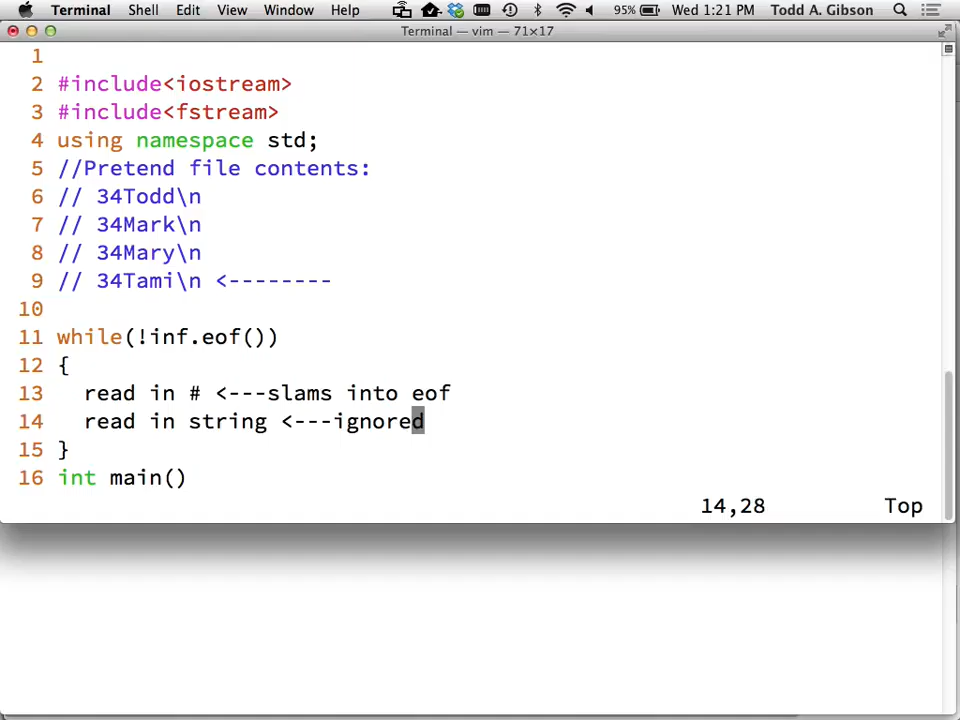 Terminal Shell Edit View Window Help 95% Wed 1:21 PM Todd A. Gibson
Terminal — vim — 71×17
1
2 #include<iostream>
3 #include<fstream>
4 using namespace std;
5 //Pretend file contents:
6 // 34Todd\n
7 // 34Mark\n
8 // 34Mary\n
9 // 34Tami\n <--------
10
11 while(!inf.eof())
12 {
13   read in # <---slams into eof
14   read in string <---ignored
15 }
16 int main()
14,28 Top